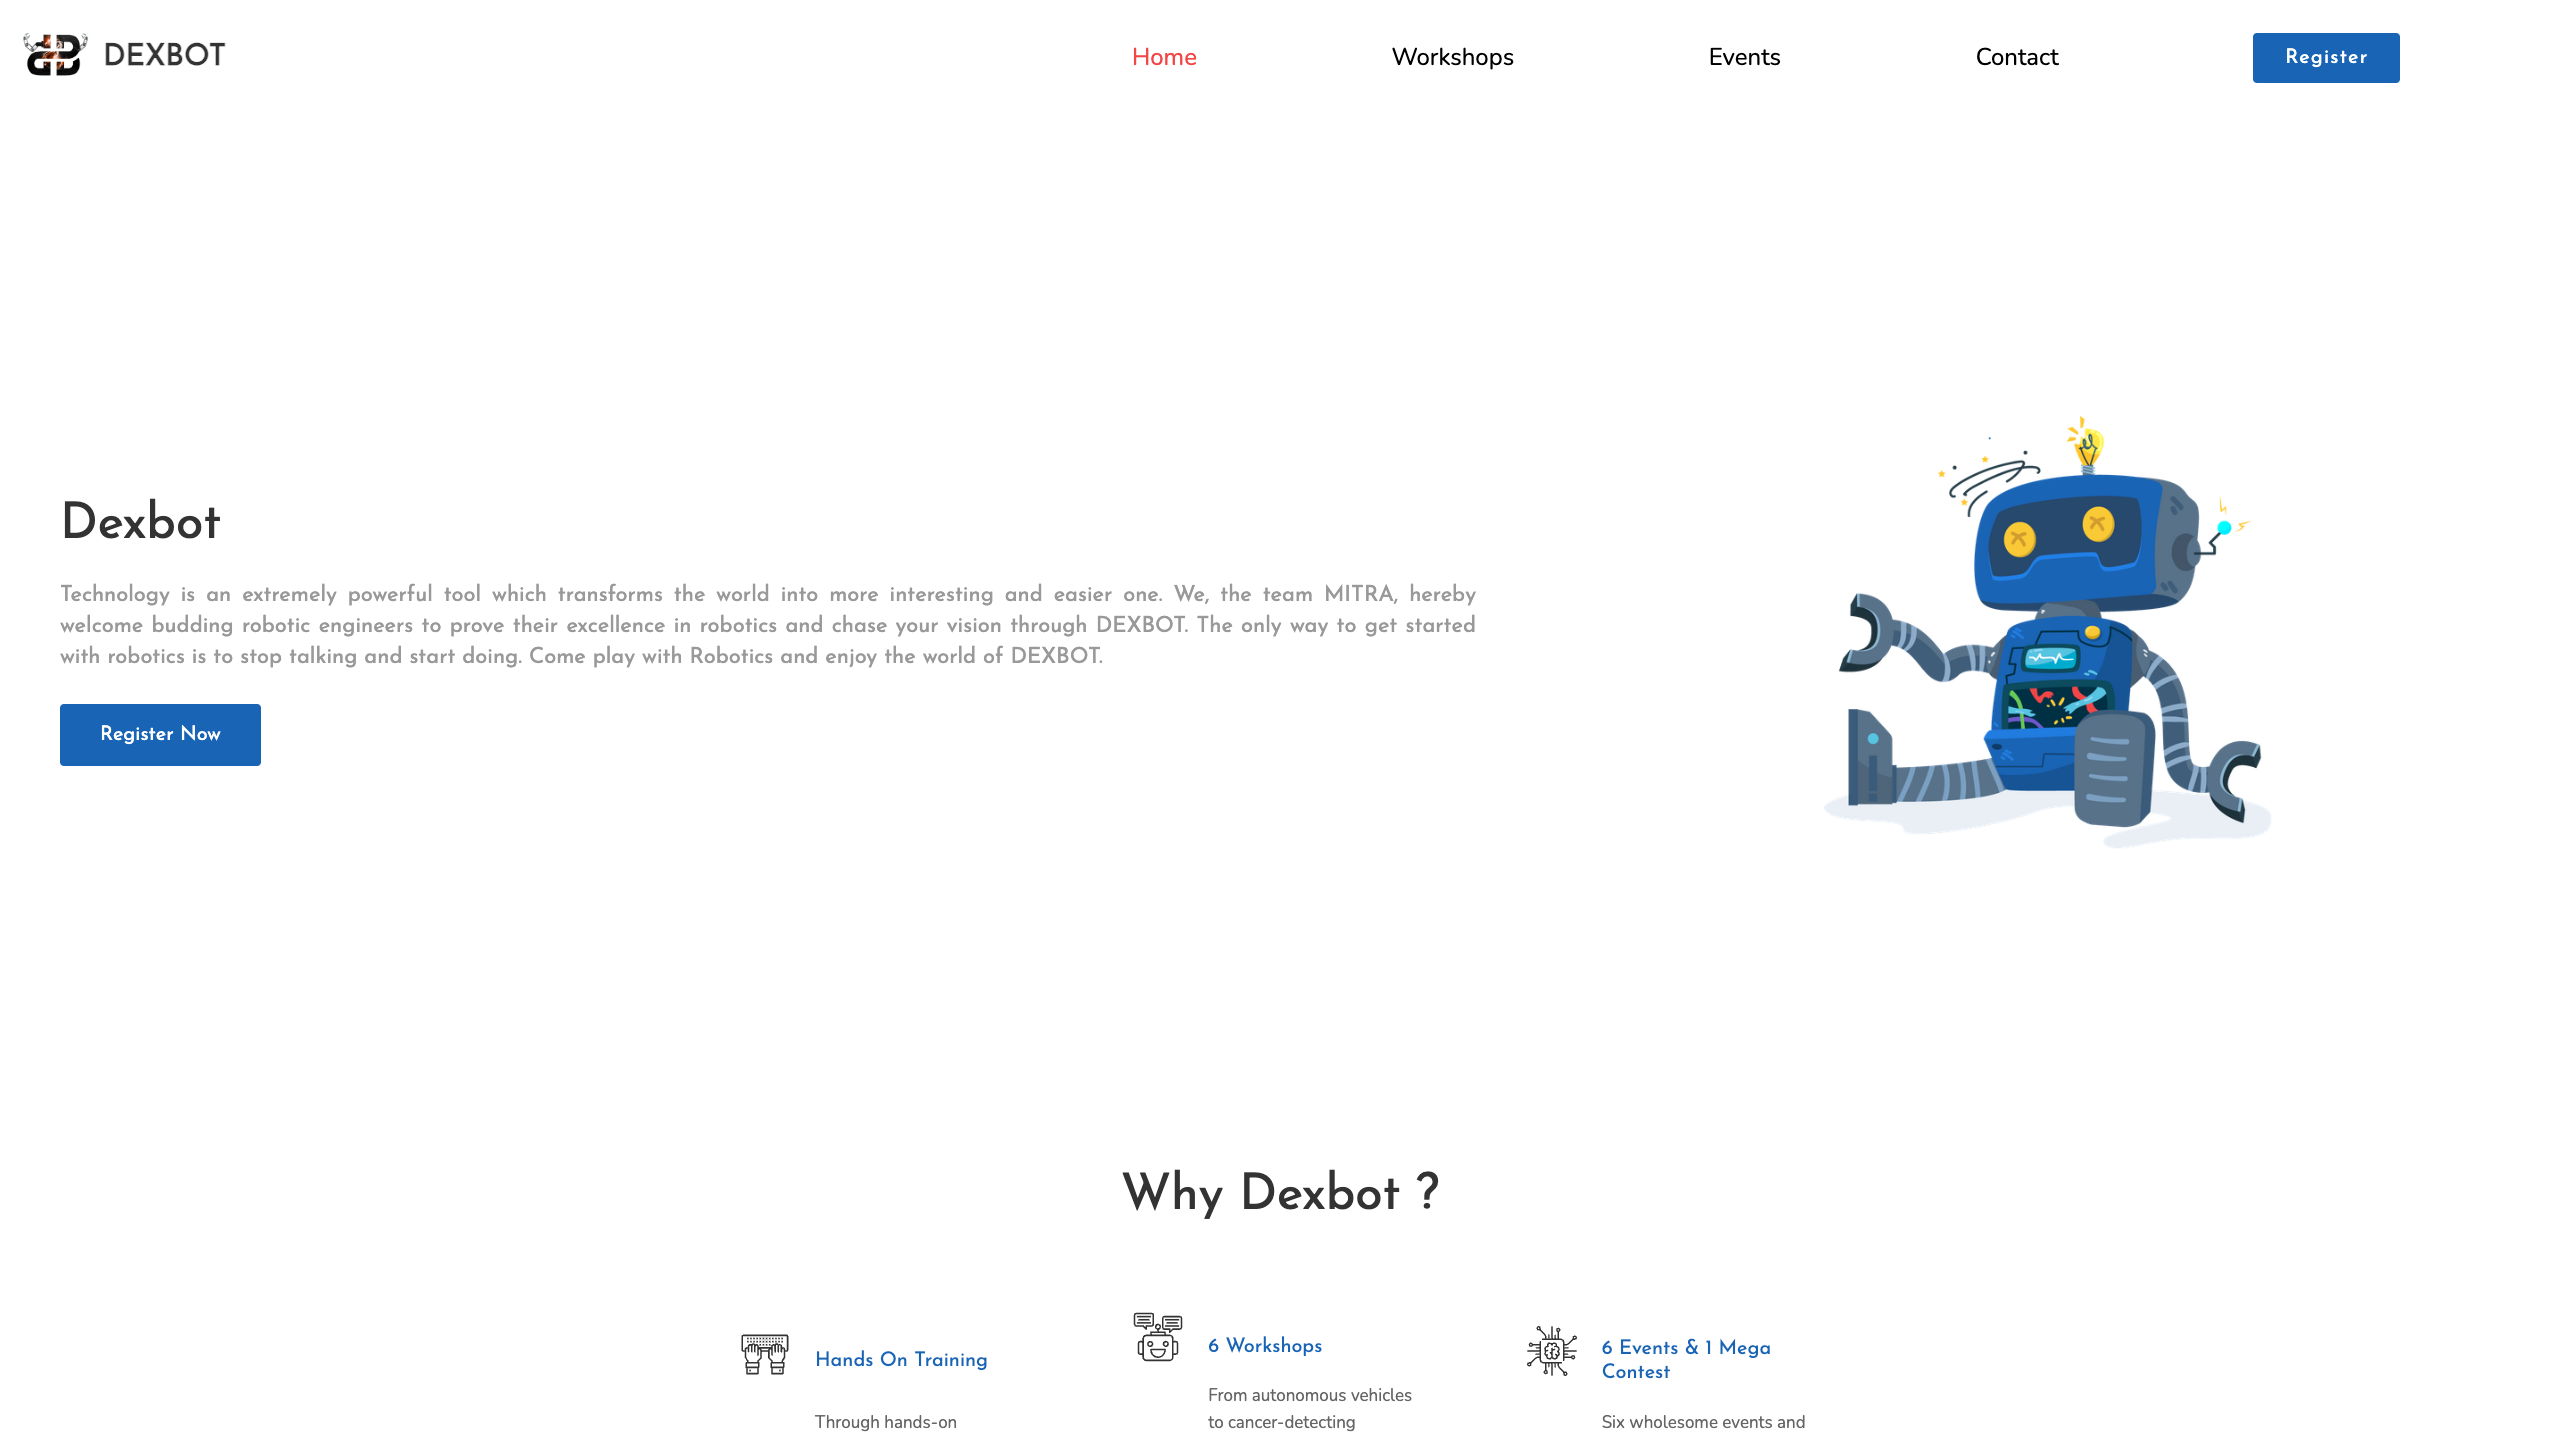 DEXBOT
Home
Workshops
Events
Contact
Register
Dexbot
Technology is an extremely powerful tool which transforms the world into more interesting and easier one. We, the team MITRA, hereby
welcome budding robotic engineers to prove their excellence in robotics and chase your vision through DEXBOT. The only way to get started
with robotics is to stop talking and start doing. Come play with Robotics and enjoy the world of DEXBOT.
Register Now
Why Dexbot ?
Hands On Training
Through hands-on
6 Workshops
From autonomous vehicles
to cancer-detecting
6 Events & 1 Mega
Contest
Six wholesome events and